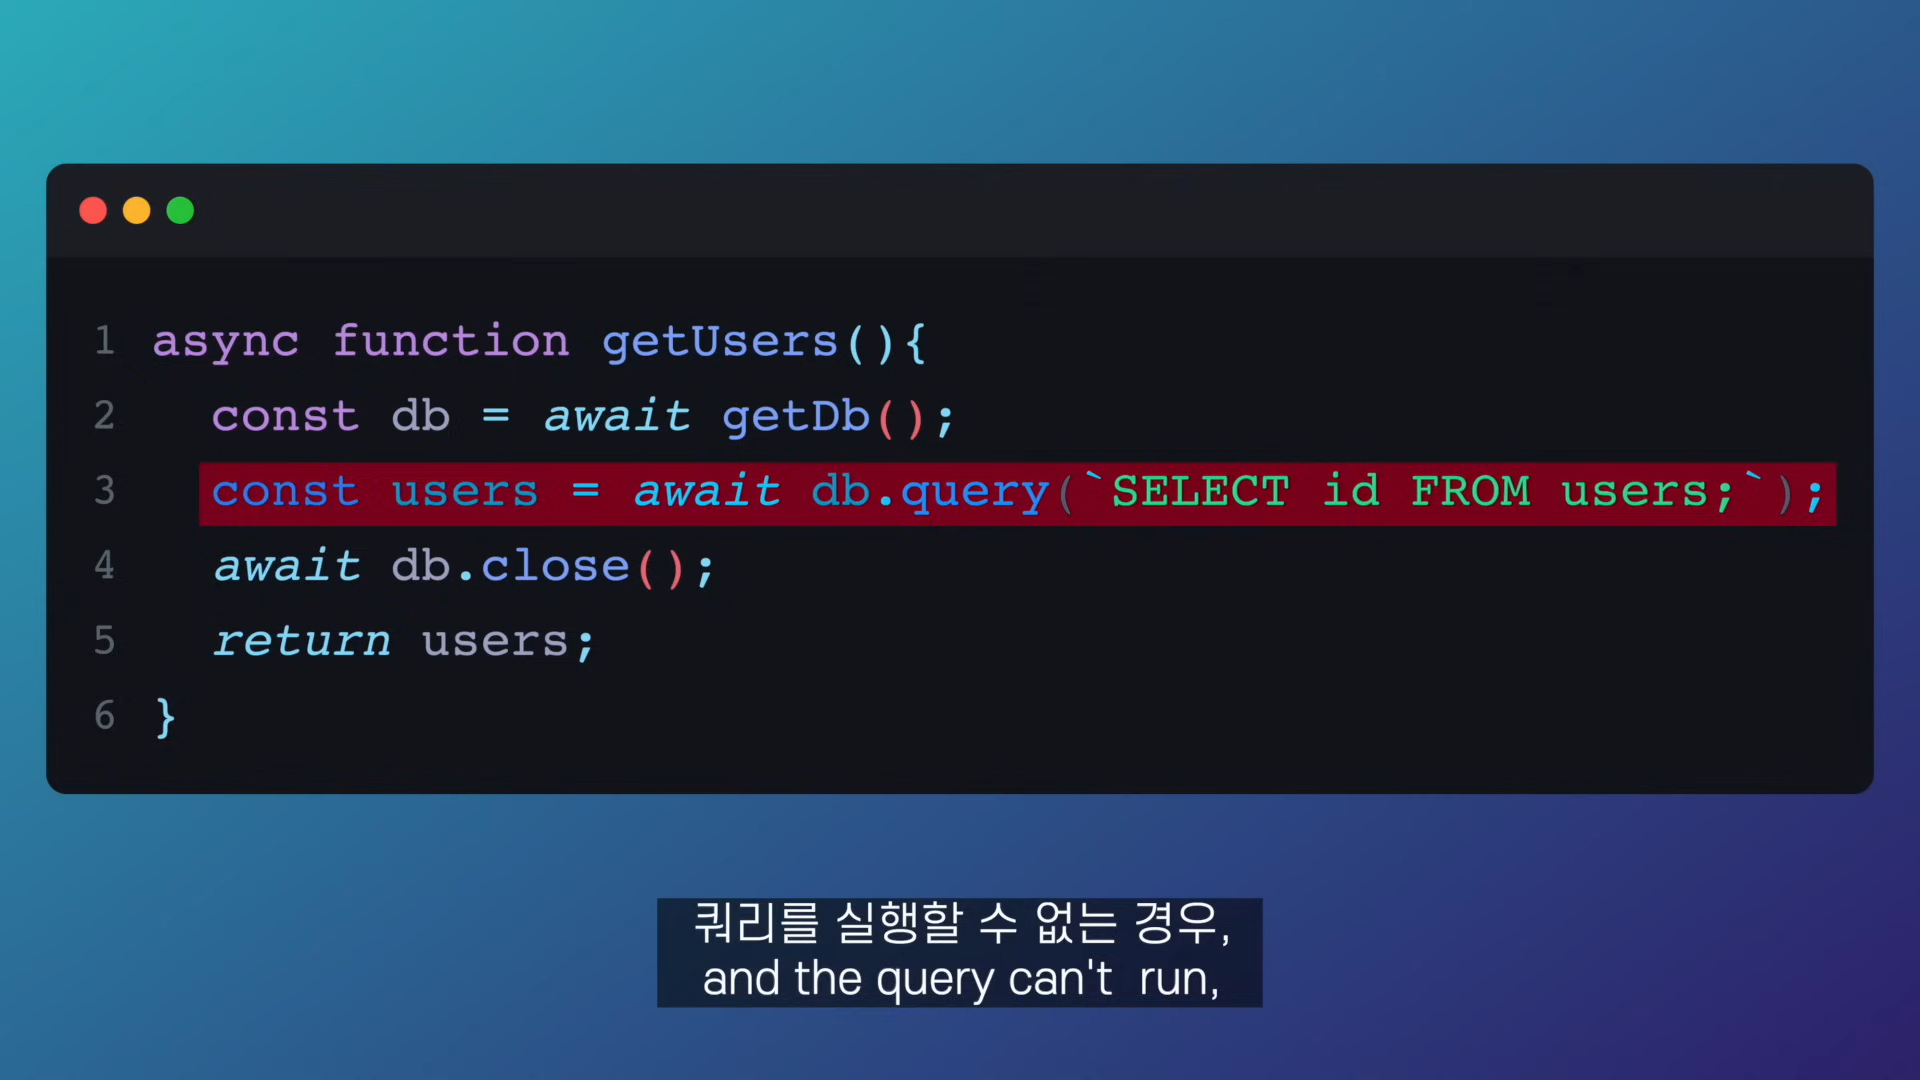 1 async function getUsers(){
2 const db = await getDb();
3 const users = await db.query(`SELECT id FROM users;`);
4 await db.close();
5 return users;
6 }
쿼리를 실행할 수 없는 경우,
and the query can't run,